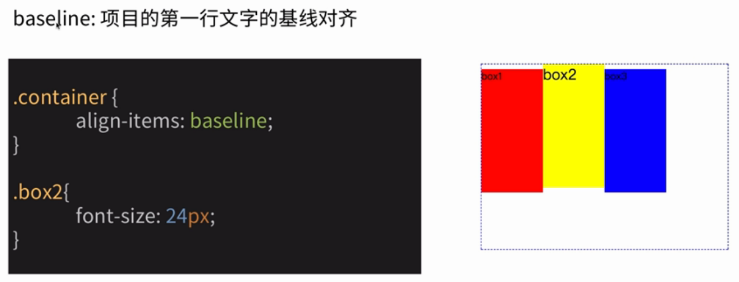 baseline: 项目的第一行文字的基线对齐
.container {
align-items: baseline;
}
.box2{
font-size: 24px;
}
box1 box2 box3